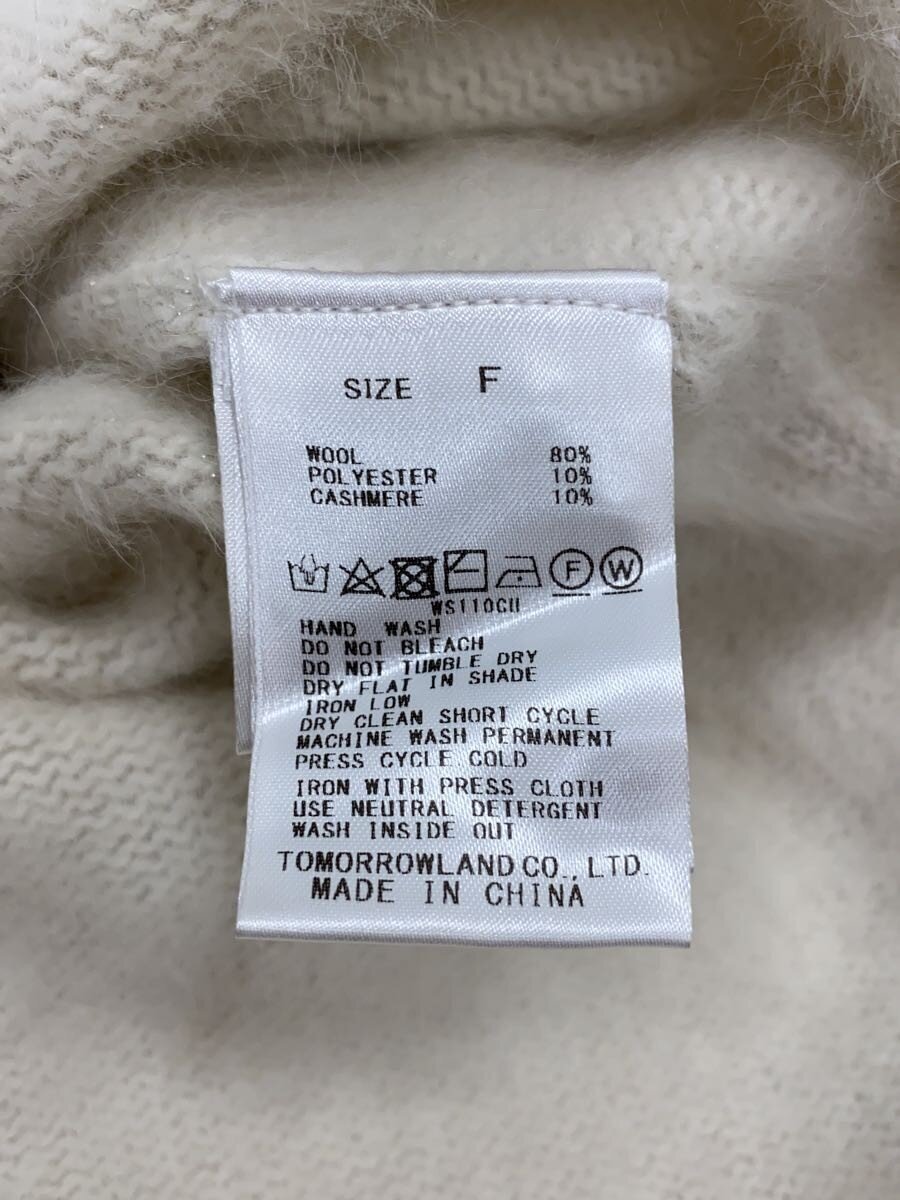 SIZE F
WOOL 80%
POLYESTER 10%
CASHMERE 10%
F W
WS110CU
HAND WASH
DO NOT BLEACH
DO NOT TUMBLE DRY
DRY FLAT IN SHADE
IRON LOW
DRY CLEAN SHORT CYCLE
MACHINE WASH PERMANENT
PRESS CYCLE COLD
IRON WITH PRESS CLOTH
USE NEUTRAL DETERGENT
WASH INSIDE OUT
TOMORROWLAND CO., LTD.
MADE IN CHINA